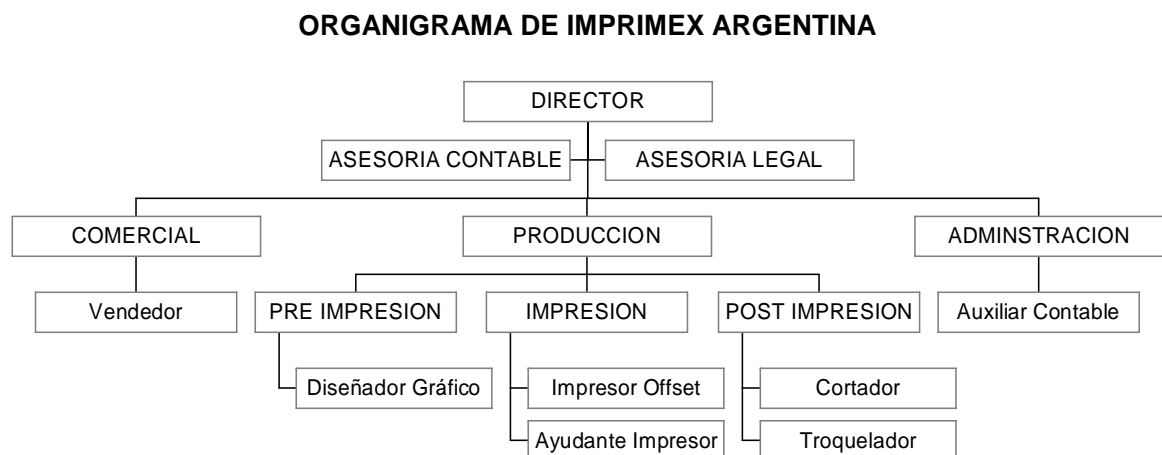 ORGANIGRAMA DE IMPRIMEX ARGENTINA
DIRECTOR
ASESORIA CONTABLE
ASESORIA LEGAL
COMERCIAL
PRODUCCION
ADMINSTRACION
Vendedor
PRE IMPRESION
IMPRESION
POST IMPRESION
Auxiliar Contable
Diseñador Gráfico
Impresor Offset
Cortador
Ayudante Impresor
Troquelador